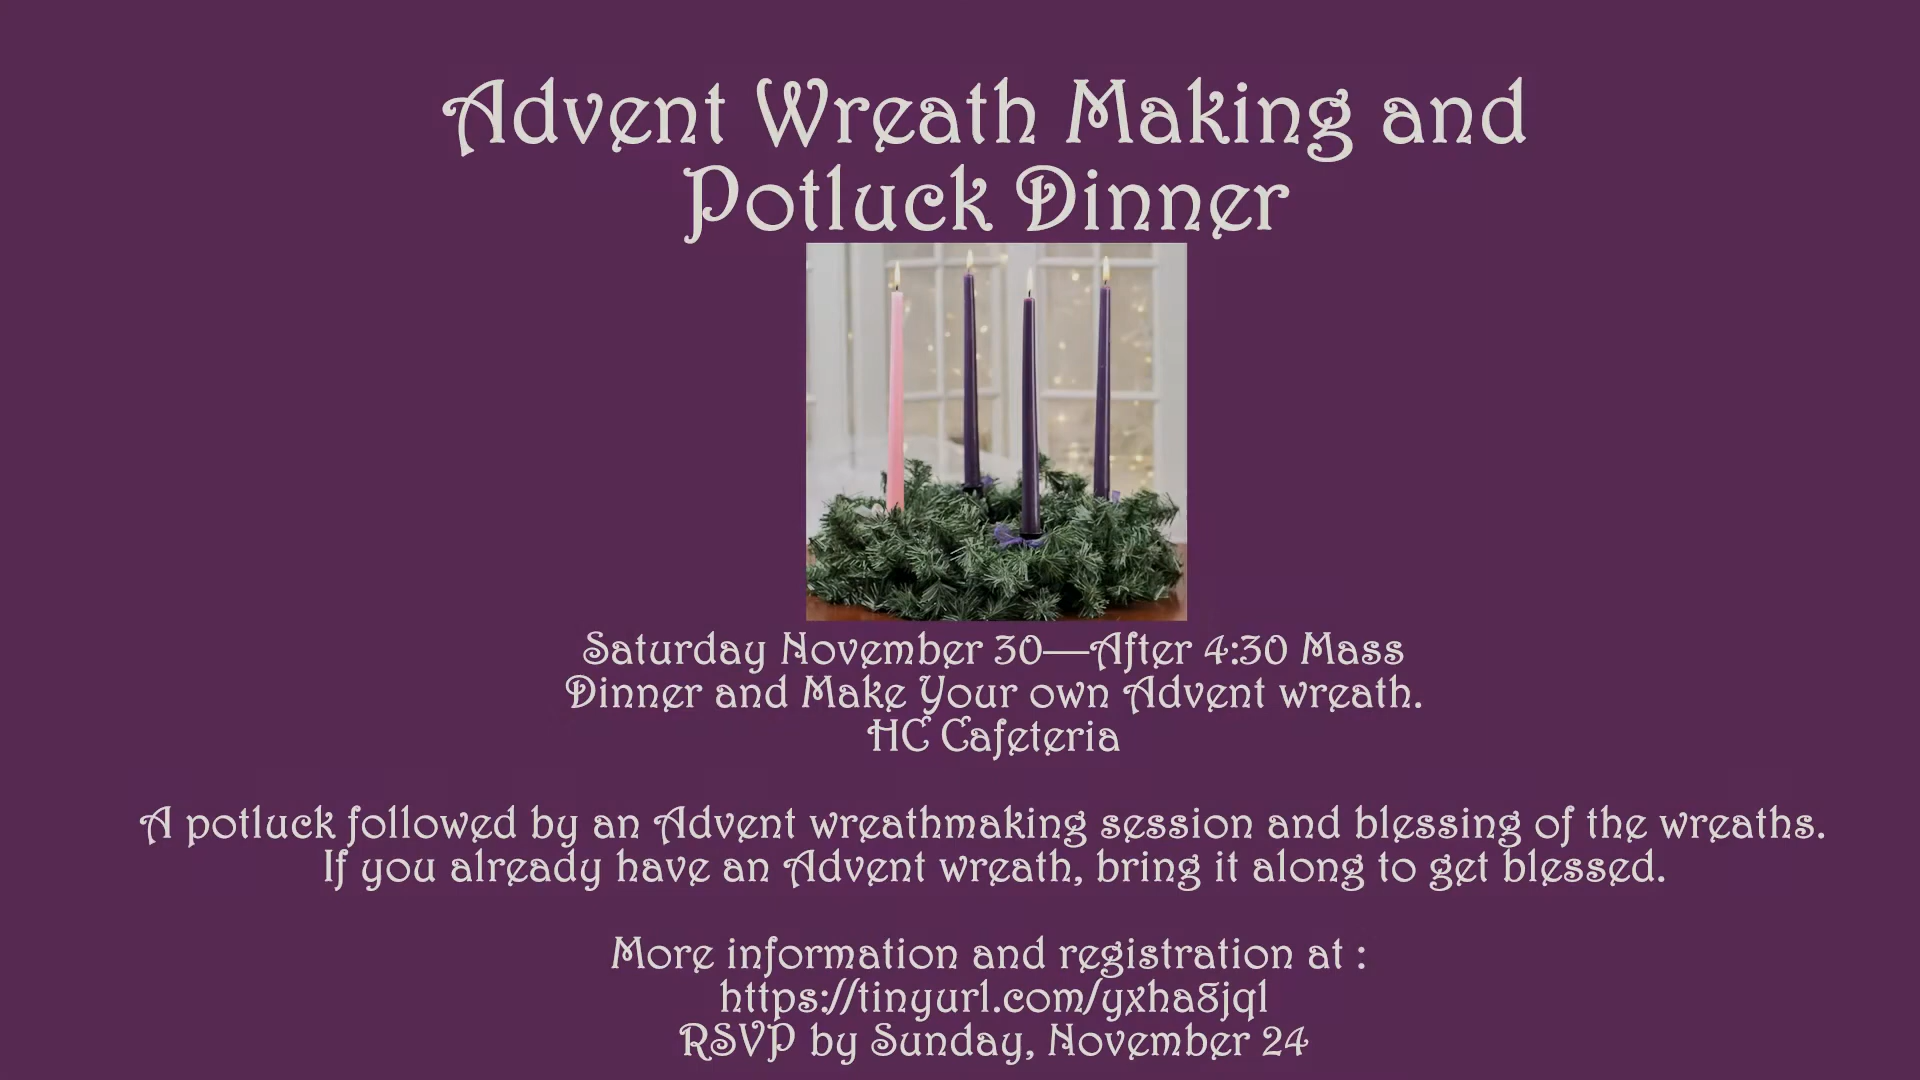 Advent Wreath Making and
Potluck Dinner
Saturday November 30—After 4:30 Mass
Dinner and Make Your own Advent wreath.
HC Cafeteria
A potluck followed by an Advent wreathmaking session and blessing of the wreaths.
If you already have an Advent wreath, bring it along to get blessed.
More information and registration at :
https://tinyurl.com/yxha8jql
RSVP by Sunday, November 24